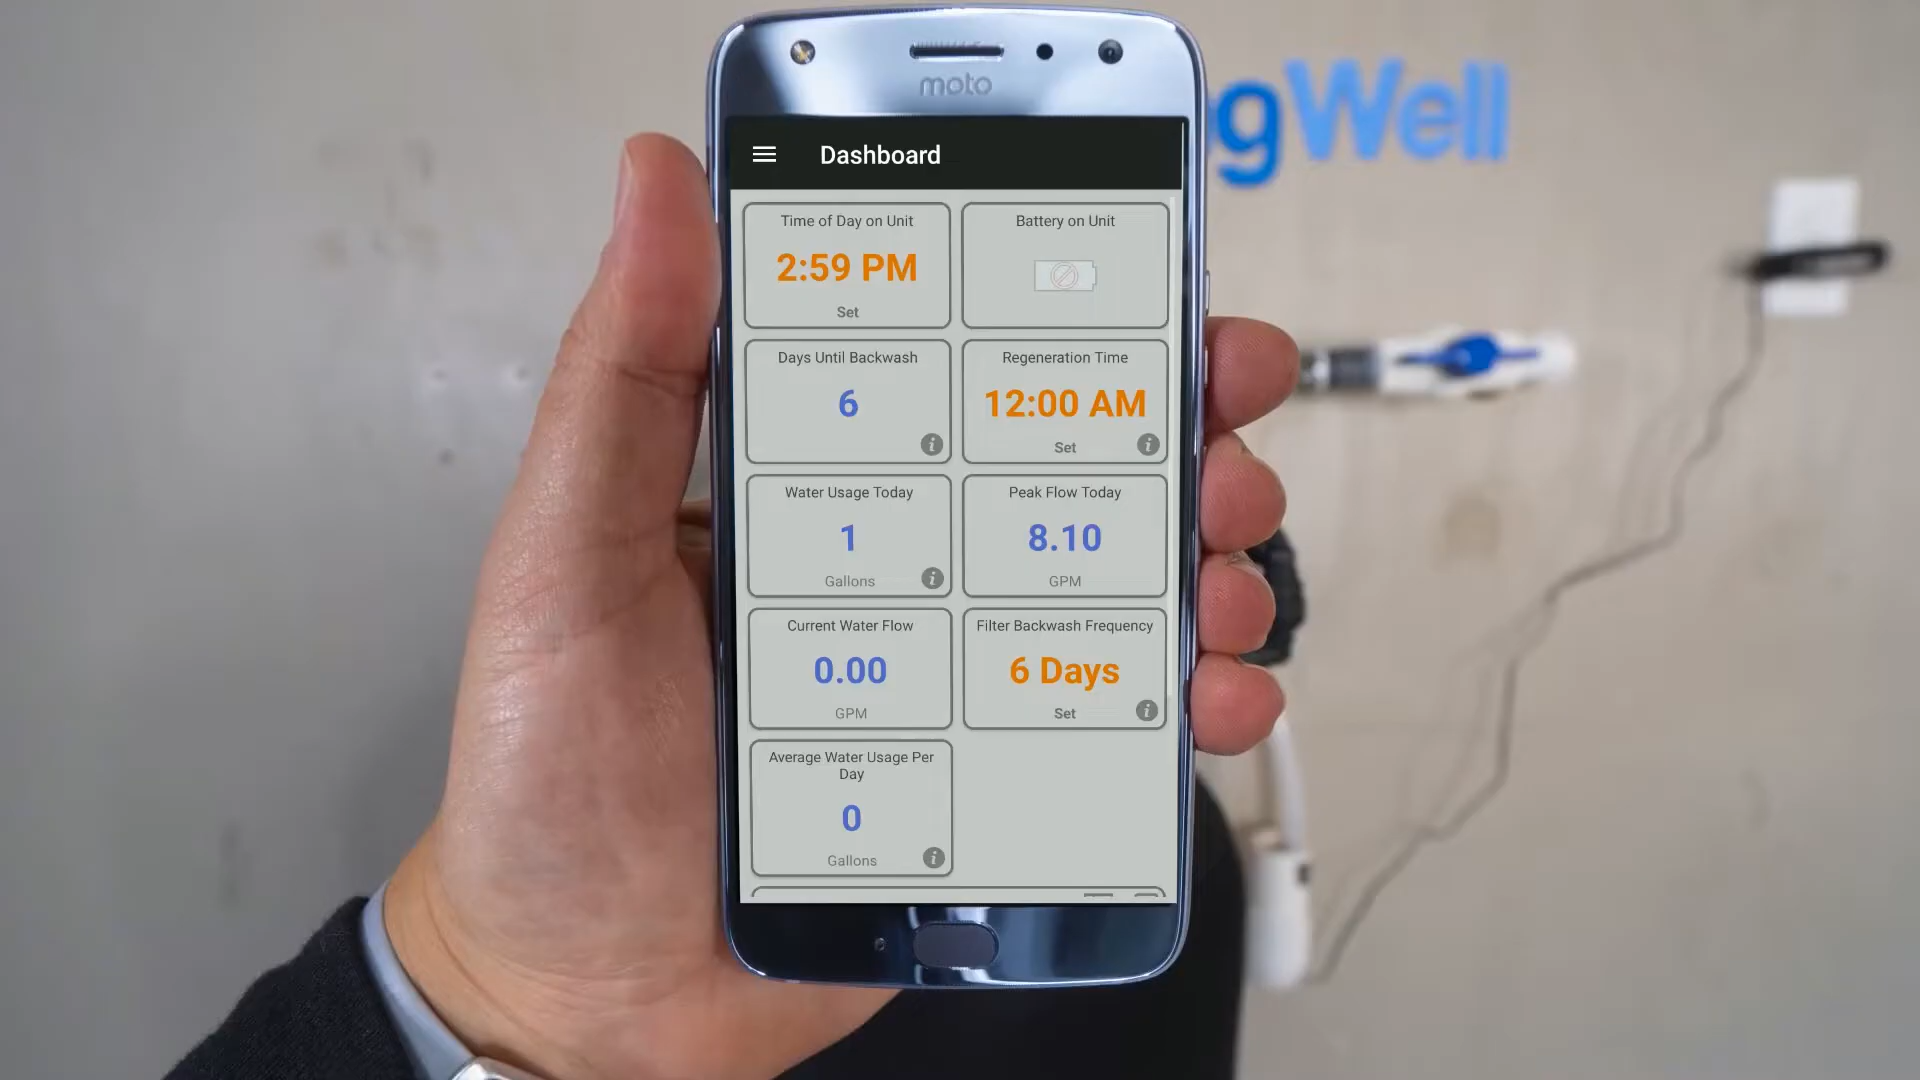 moto
gWell
Dashboard
Time of Day on Unit
2:59 PM
Set
Battery on Unit
Days Until Backwash
6
Regeneration Time
12:00 AM
Set
Water Usage Today
1
Gallons
Peak Flow Today
8.10
GPM
Current Water Flow
0.00
GPM
Filter Backwash Frequency
6 Days
Set
Average Water Usage Per
Day
0
Gallons